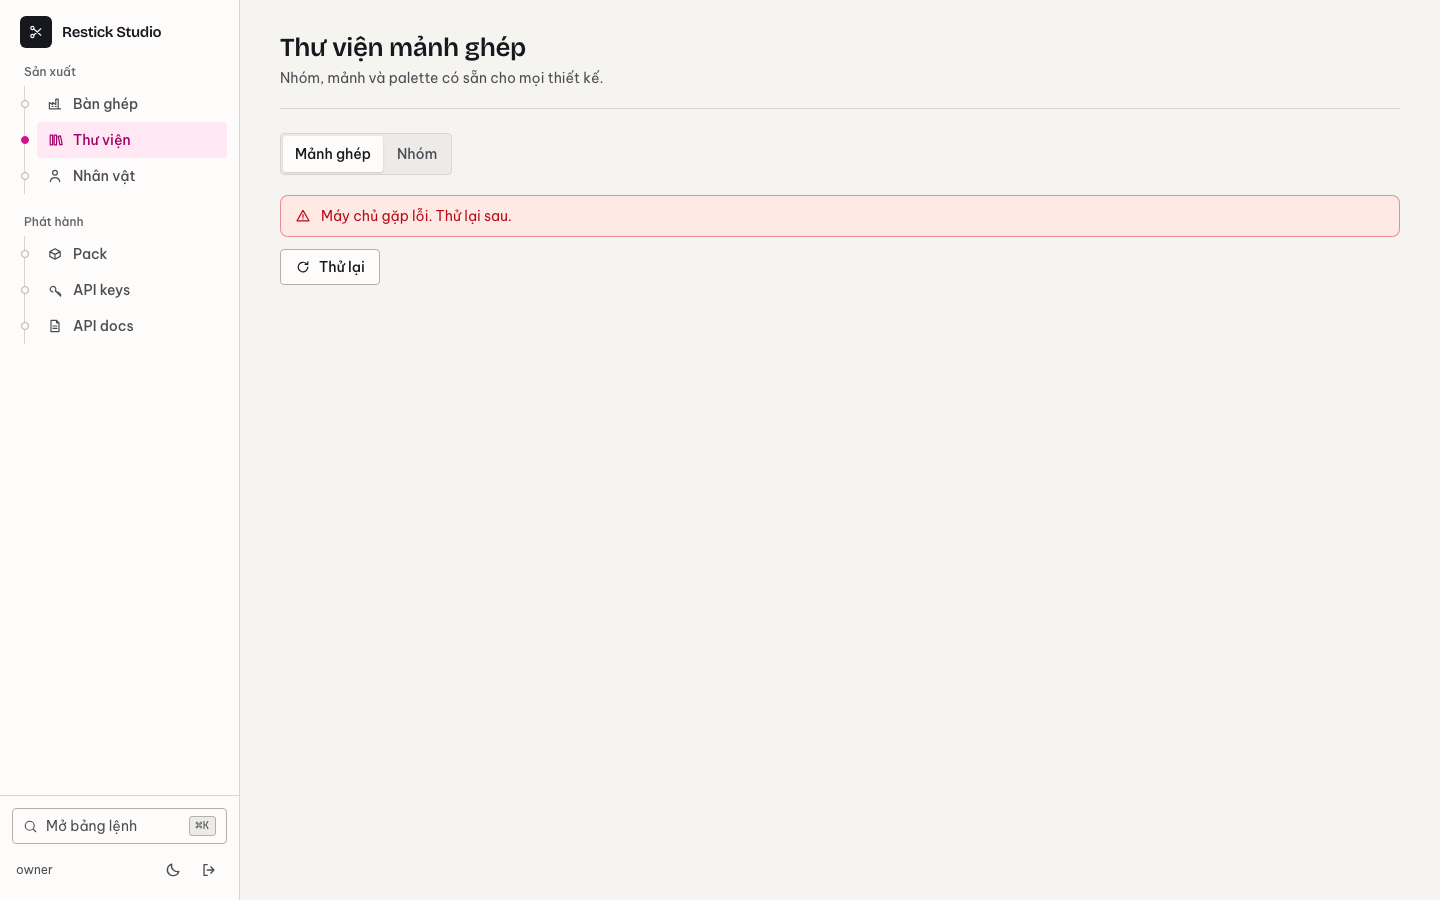 Restick Studio
Sản xuất
Bàn ghép
Thư viện
Nhân vật
Phát hành
Pack
API keys
API docs
Mở bảng lệnh
⌘K
owner
Thư viện mảnh ghép
Nhóm, mảnh và palette có sẵn cho mọi thiết kế.
Mảnh ghép
Nhóm
Máy chủ gặp lỗi. Thử lại sau.
Thử lại